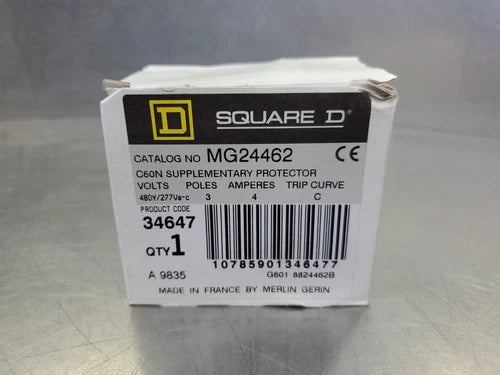 D SQUARE D®
CATALOG NO MG24462 CE
C60N SUPPLEMENTARY PROTECTOR
VOLTS POLES AMPERES TRIP CURVE
480Y/277Va-c 3 4 C
PRODUCT CODE
34647
QTY 1
10785901346477
A 9835 G601 8824462B
MADE IN FRANCE BY MERLIN GERIN